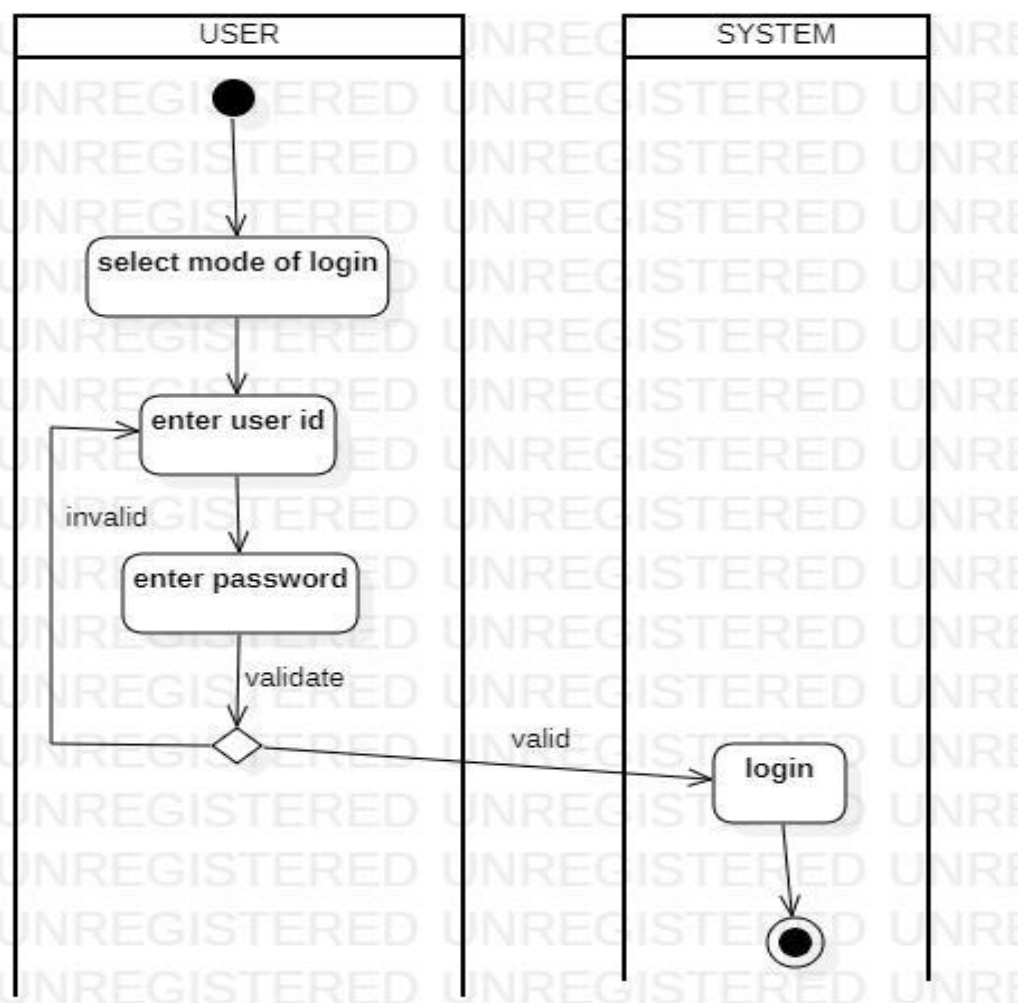 USER
SYSTEM
select mode of login
enter user id
invalid
enter password
validate
valid
login
UNREGISTERED